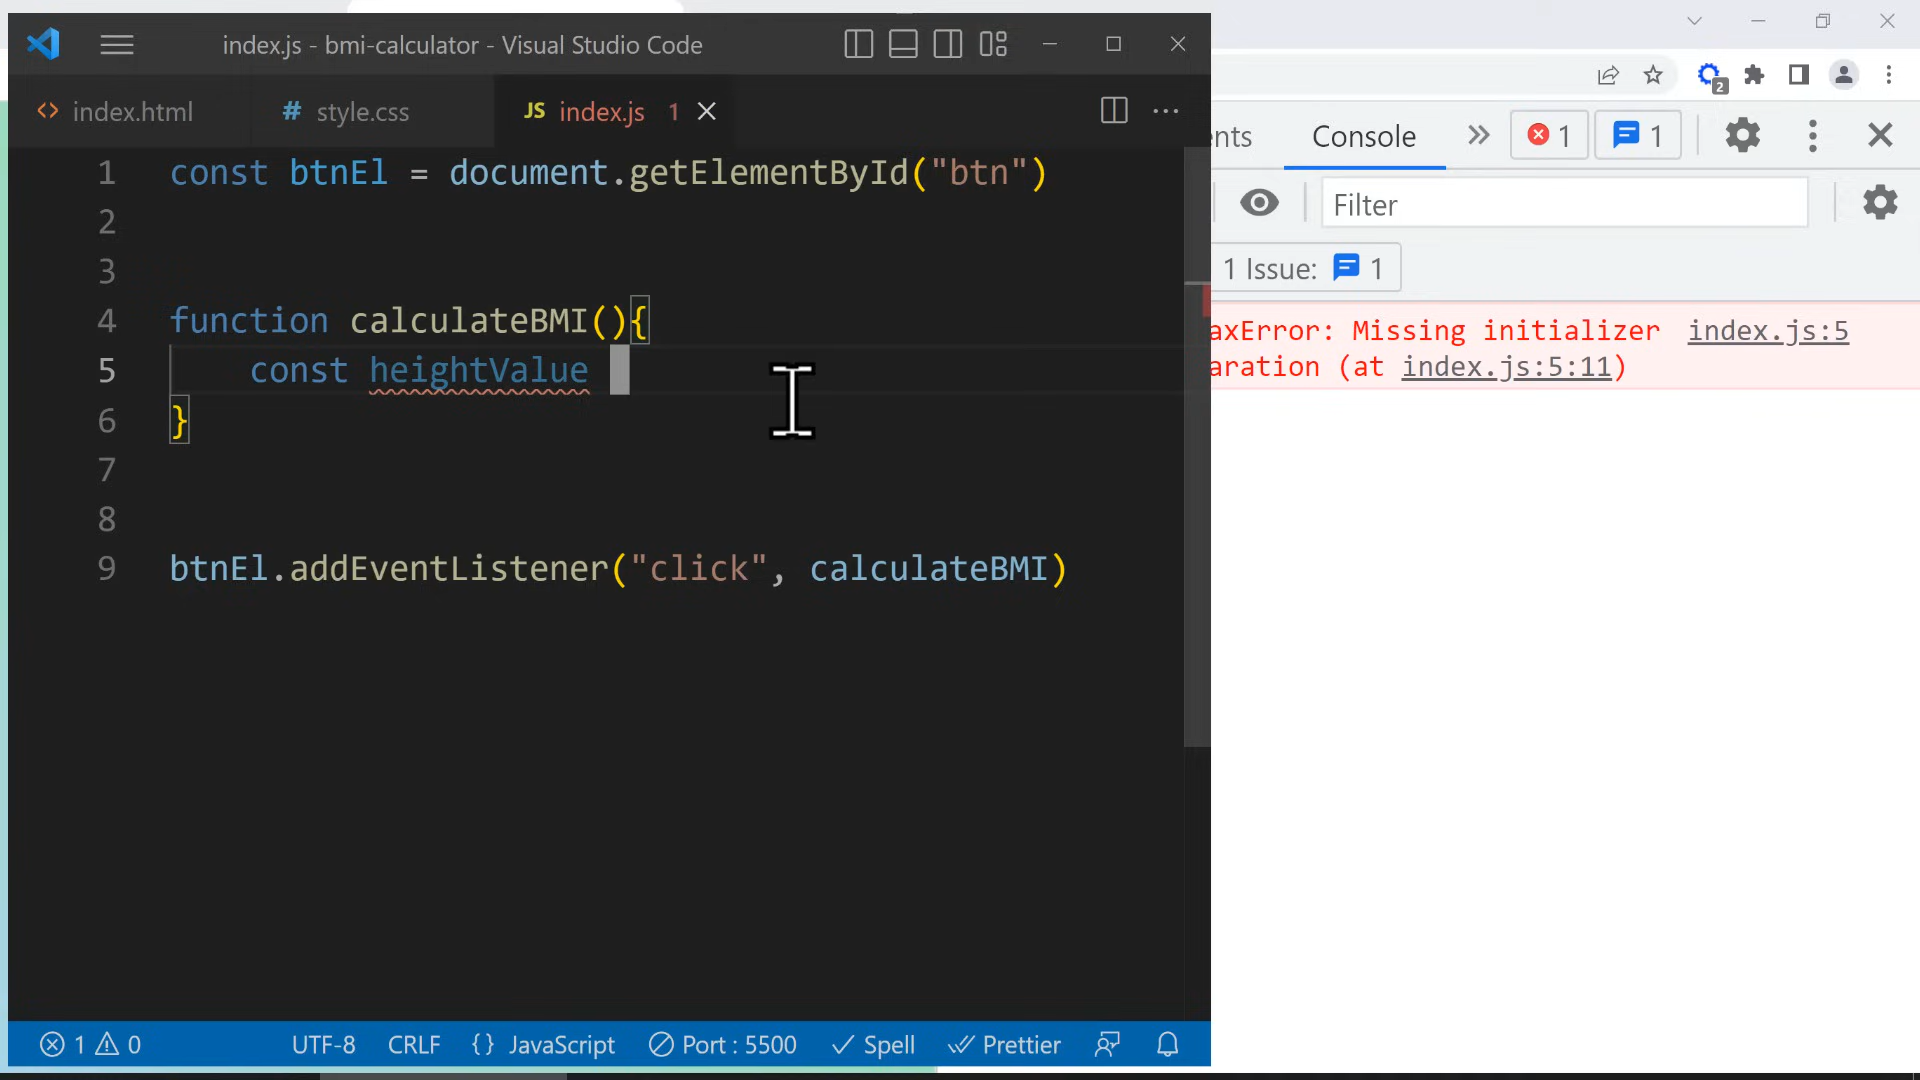 index.js - bmi-calculator - Visual Studio Code
index.html
style.css
JS index.js 1
1 const btnEl = document.getElementById("btn")
2
3
4 function calculateBMI(){
5 const heightValue
6 }
7
8
9 btnEl.addEventListener("click", calculateBMI)
1 0 UTF-8 CRLF {} JavaScript Port : 5500 Spell Prettier
2
nts Console 1 1
Filter
1 Issue: 1
axError: Missing initializer index.js:5
aration (at index.js:5:11)